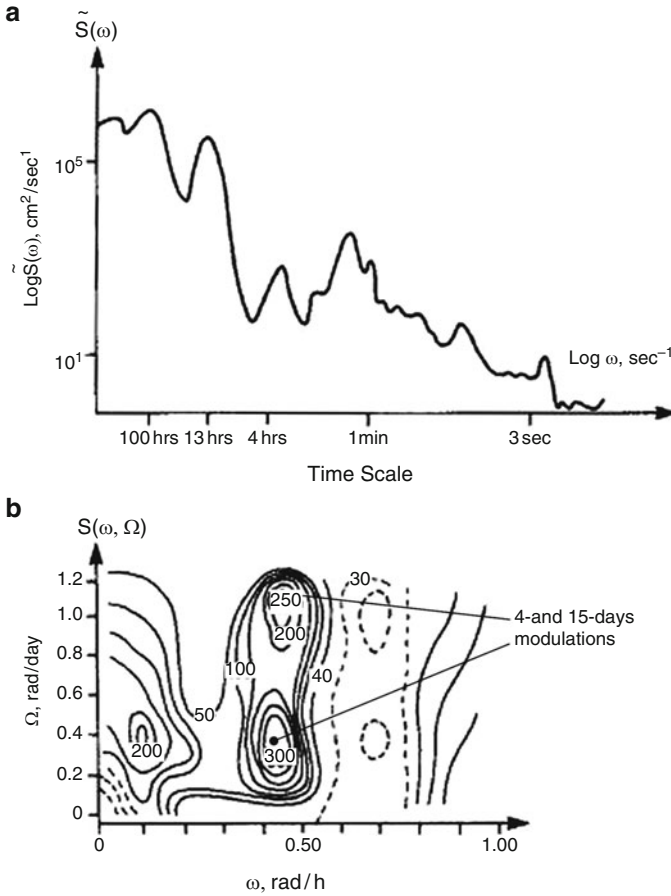 a
S̃(ω)
10⁵
LogS̃(ω), cm²/sec¹
10¹
Log ω, sec⁻¹
100 hrs 13 hrs 4 hrs 1 min 3 sec
Time Scale
b
S(ω, Ω)
1.2
1.0
0.8
0.6
0.4
0.2
0
Ω, rad/day
30
250
200
100
40
50
200
300
4-and 15-days
modulations
0 0.50 1.00
ω, rad/h